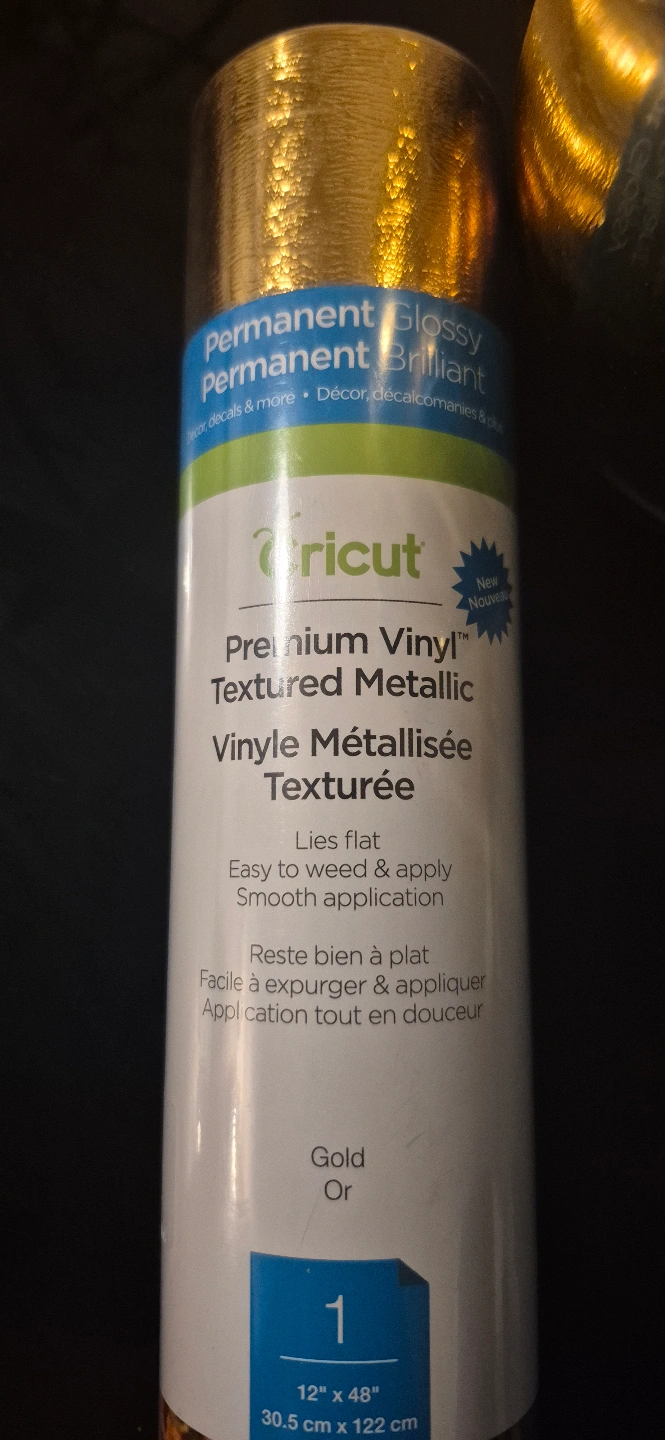 Permanent Glossy
Permanent Brilliant
decals & more • Décor, décalcomanies &
cricut
New
Nouveau
Premium Vinyl™
Textured Metallic
Vinyle Métallisée
Texturée
Lies flat
Easy to weed & apply
Smooth application
Reste bien à plat
Facile à expurger & appliquer
Application tout en douceur
Gold
Or
1
12" x 48"
30.5 cm x 122 cm